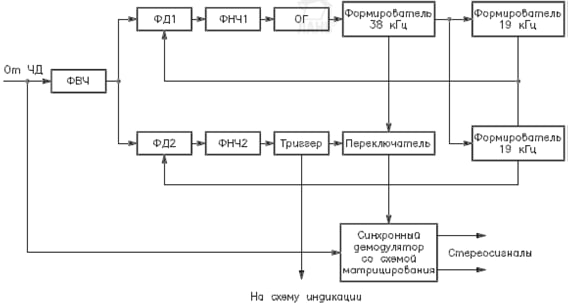 ФД1
ФНЧ1
ОГ
Формирователь
38 кГц
Формирователь
19 кГц
От ЧД
ФВЧ
ФД2
ФНЧ2
Триггер
Переключатель
Формирователь
19 кГц
Синхронный
демодулятор
со схемой
матрицирования
Стереосигналы
На схему индикации